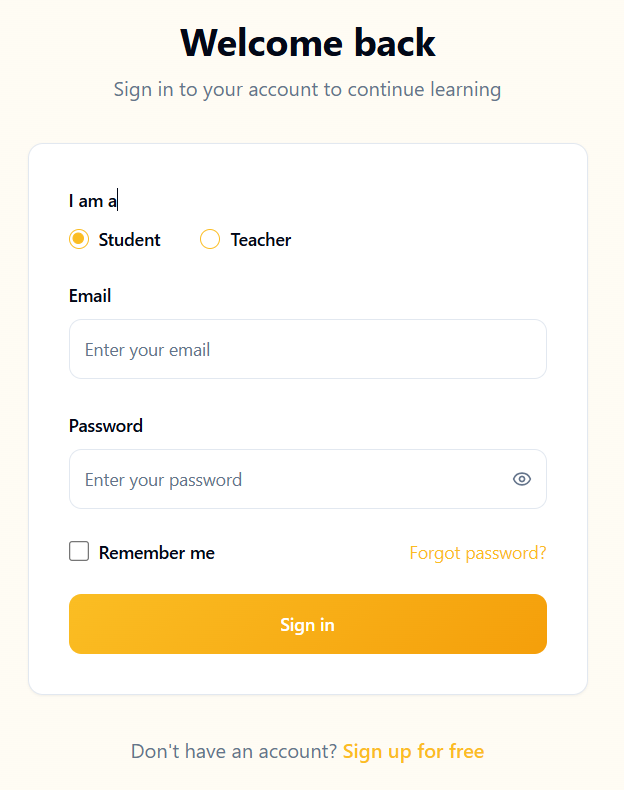 Welcome back
Sign in to your account to continue learning
I am a
Student Teacher
Email
Enter your email
Password
Enter your password
Remember me Forgot password?
Sign in
Don't have an account? Sign up for free